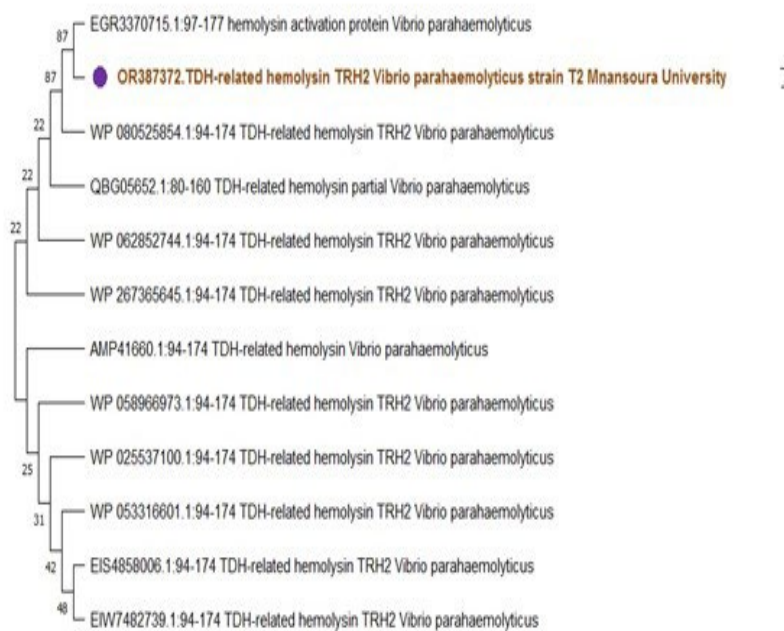 EGR3370715.1:97-177 hemolysin activation protein Vibrio parahaemolyticus
87
OR387372.TDH-related hemolysin TRH2 Vibrio parahaemolyticus strain T2 Mnansoura University
87
WP 080525854.1:94-174 TDH-related hemolysin TRH2 Vibrio parahaemolyticus
22
QBG05652.1:80-160 TDH-related hemolysin partial Vibrio parahaemolyticus
22
WP 062852744.1:94-174 TDH-related hemolysin TRH2 Vibrio parahaemolyticus
22
WP 267365645.1:94-174 TDH-related hemolysin TRH2 Vibrio parahaemolyticus
AMP41660.1:94-174 TDH-related hemolysin Vibrio parahaemolyticus
WP 058966973.1:94-174 TDH-related hemolysin TRH2 Vibrio parahaemolyticus
25
WP 025537100.1:94-174 TDH-related hemolysin TRH2 Vibrio parahaemolyticus
31
WP 053316601.1:94-174 TDH-related hemolysin TRH2 Vibrio parahaemolyticus
42
EIS4858006.1:94-174 TDH-related hemolysin TRH2 Vibrio parahaemolyticus
48
EIW7482739.1:94-174 TDH-related hemolysin TRH2 Vibrio parahaemolyticus